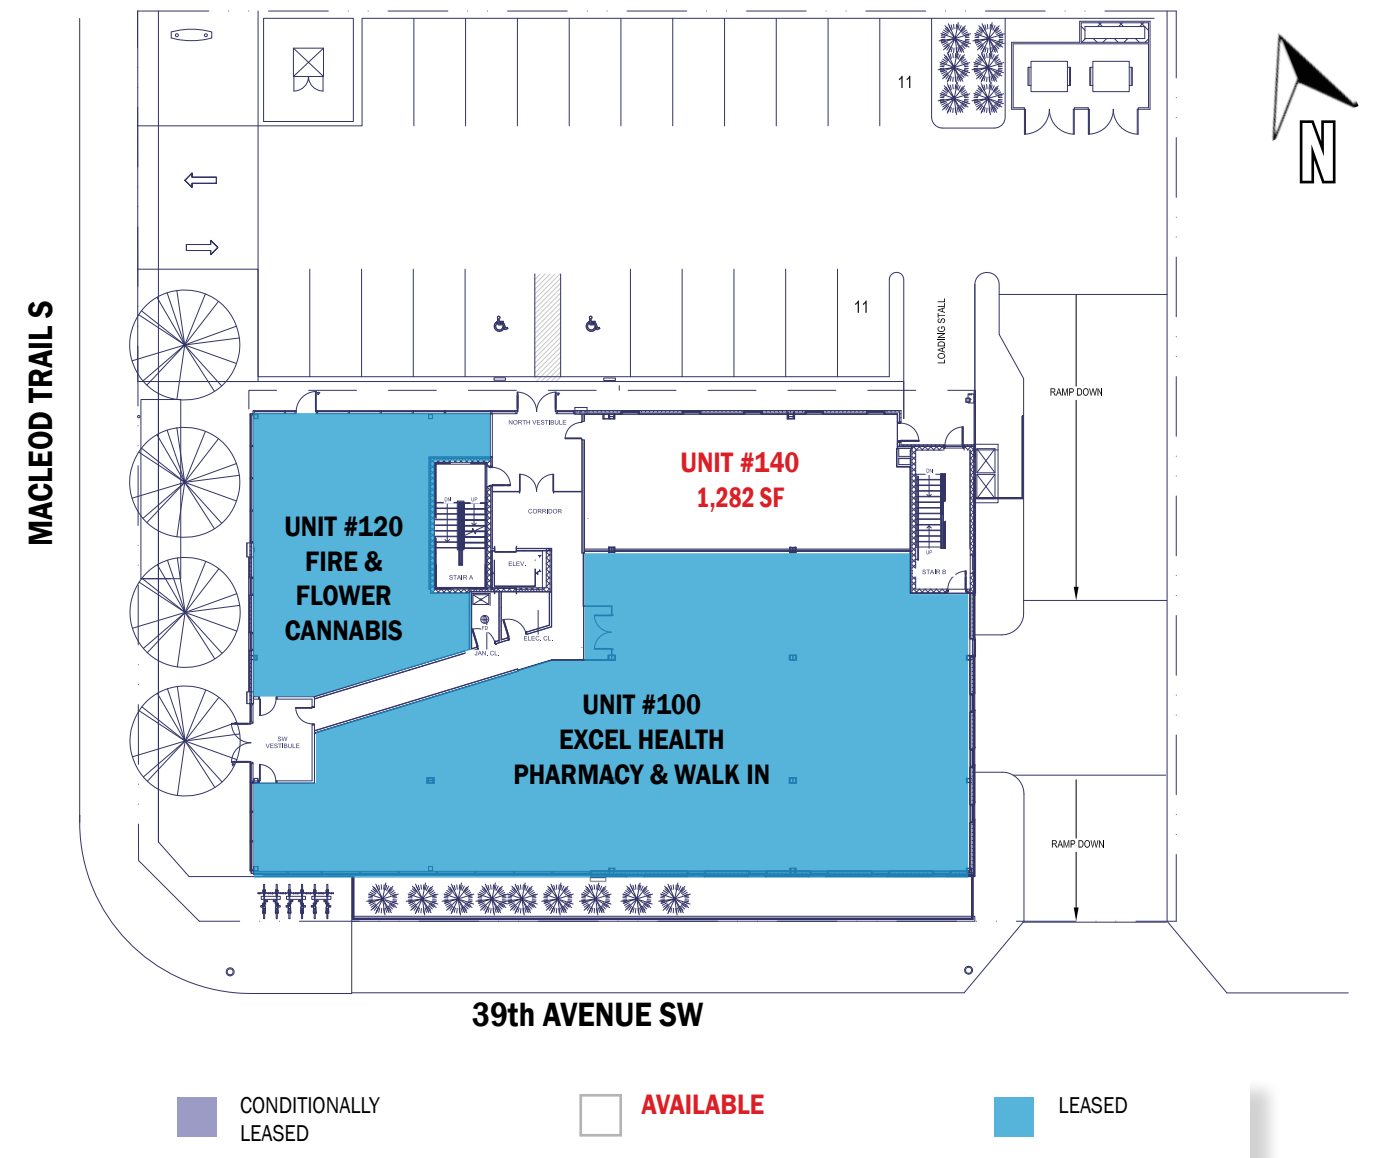 11
N
11
LOADING STALL
RAMP DOWN
MACLEOD TRAIL S
NORTH VESTIBULE
UNIT #140
1,282 SF
DN
DN
UP
CORRIDOR
UNIT #120
FIRE &
FLOWER
CANNABIS
UP
ELEV.
STAIR A
STAIR B
FD
ELEC. CL.
JAN. CL.
UNIT #100
EXCEL HEALTH
PHARMACY & WALK IN
SW
VESTIBULE
RAMP DOWN
39th AVENUE SW
CONDITIONALLY
LEASED
AVAILABLE
LEASED